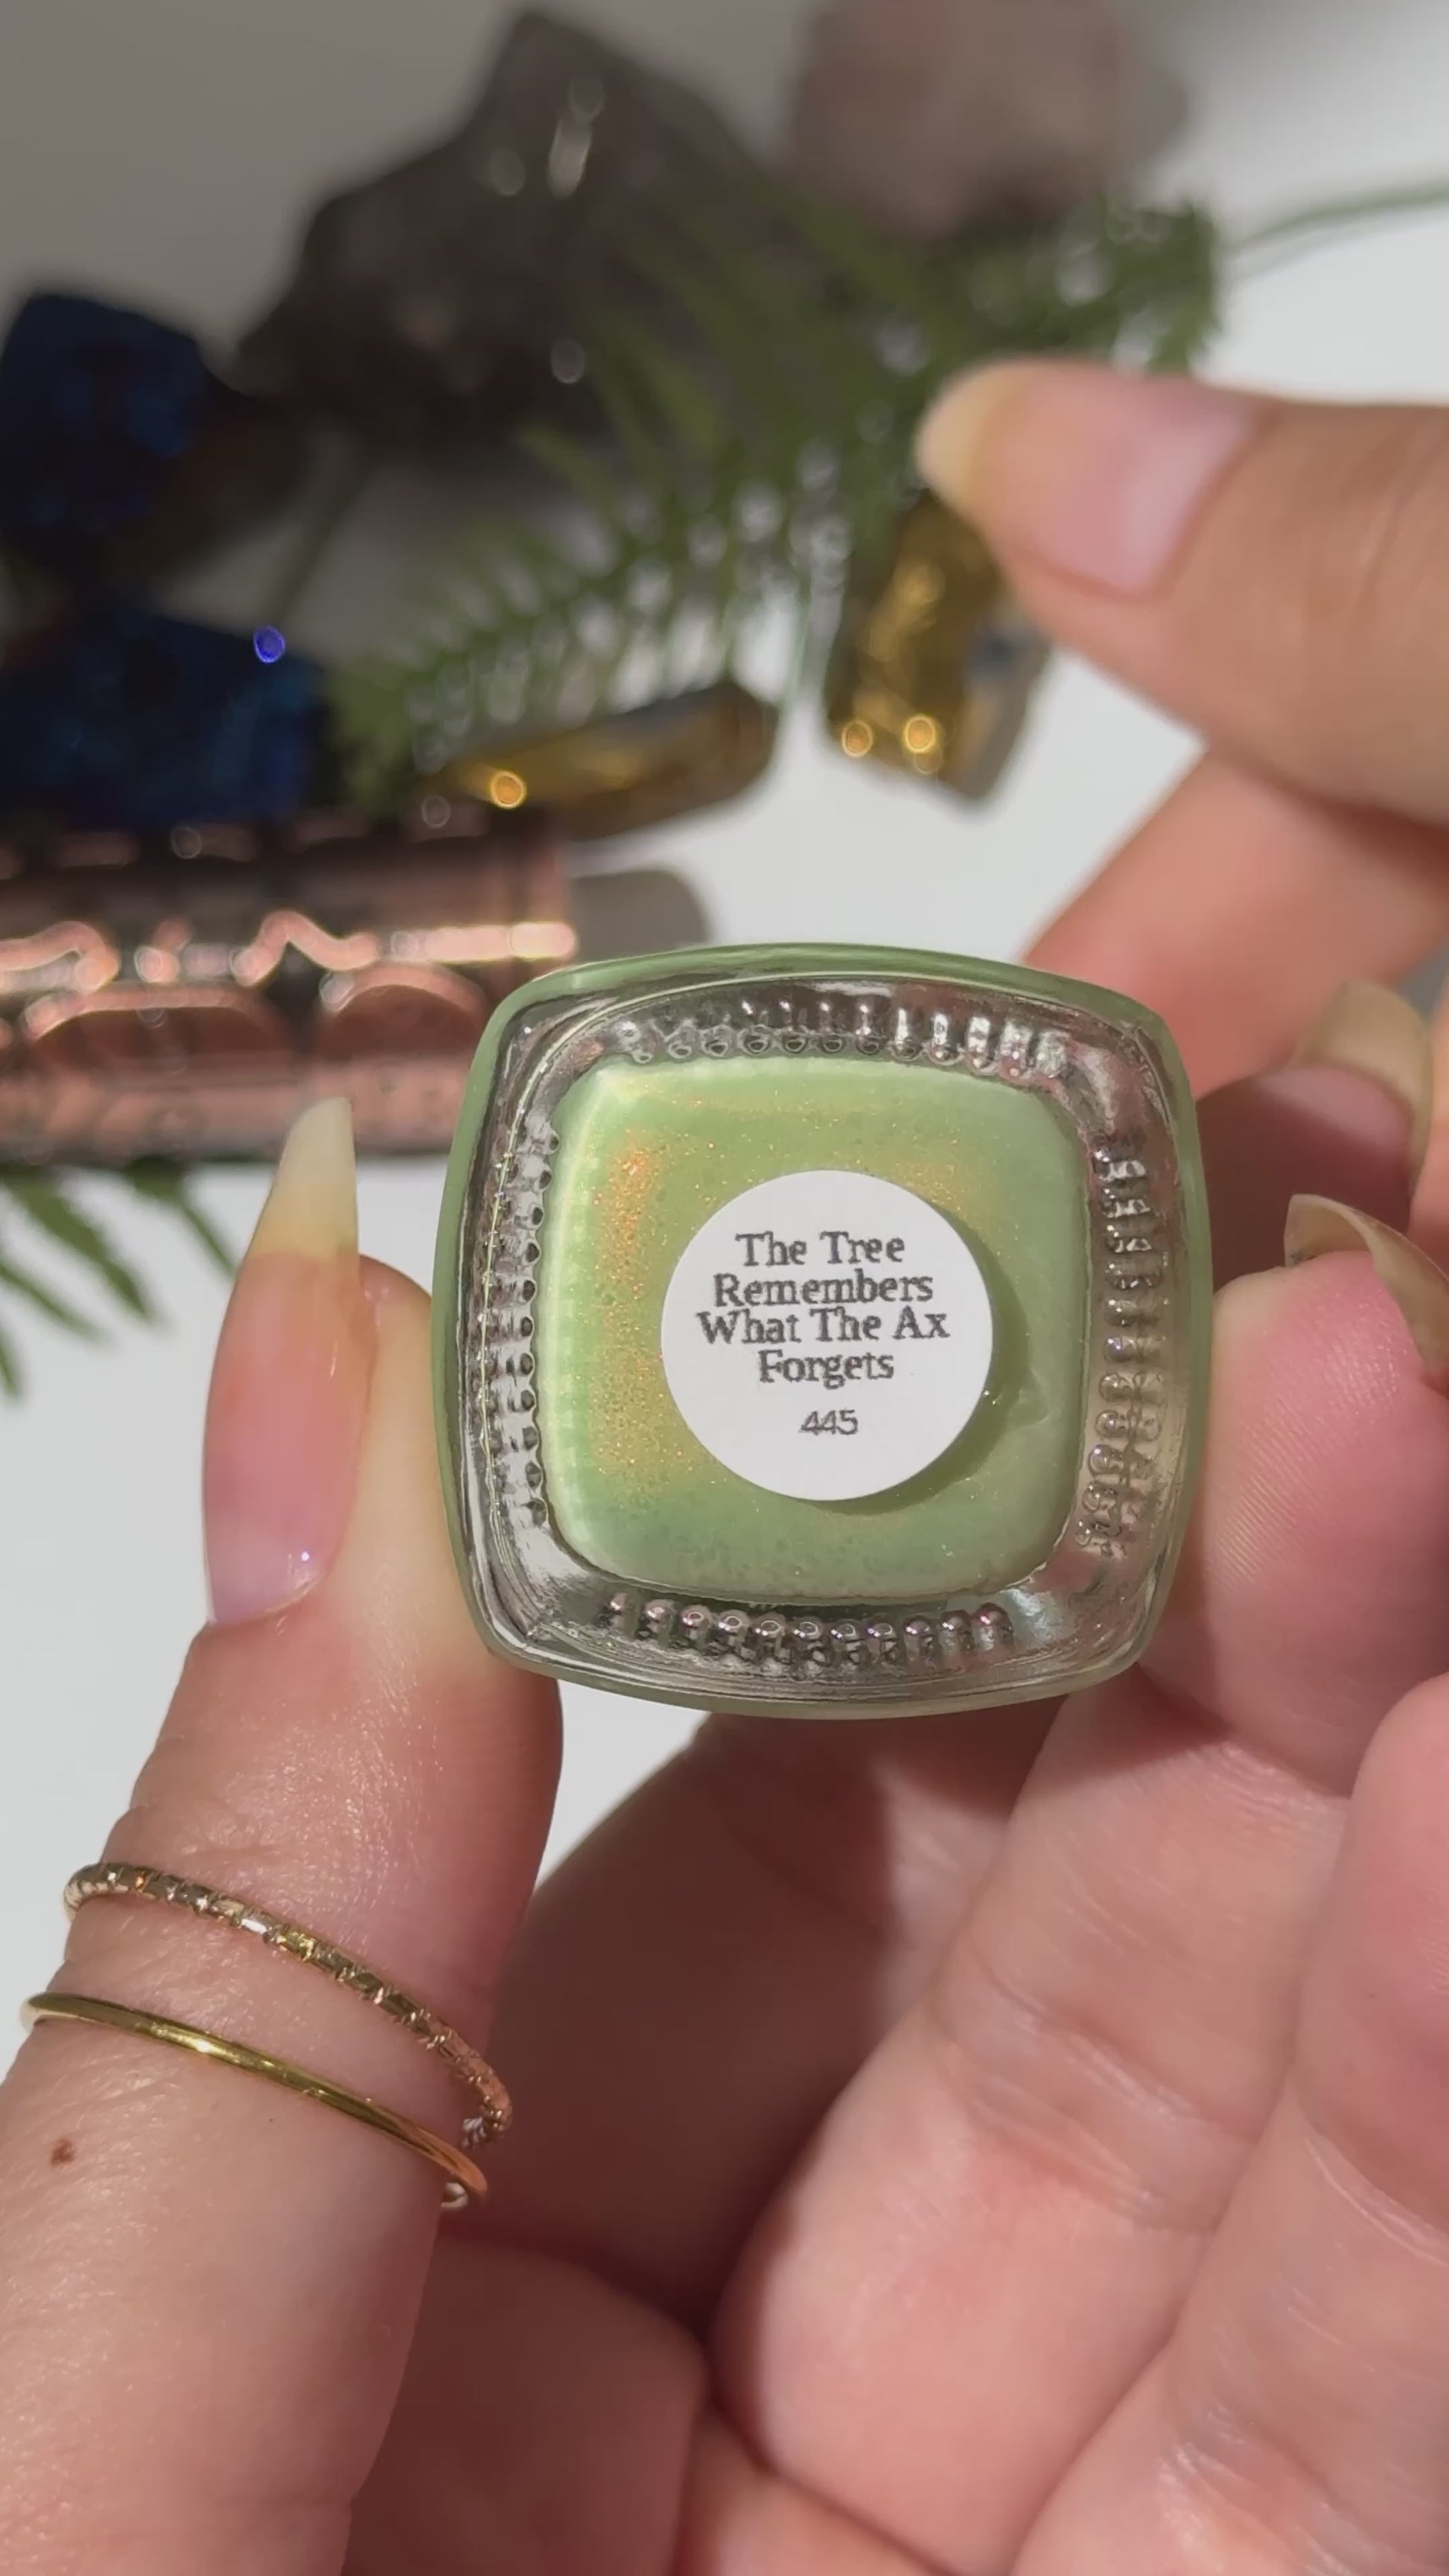 The Tree
Remembers
What The Ax
Forgets
445